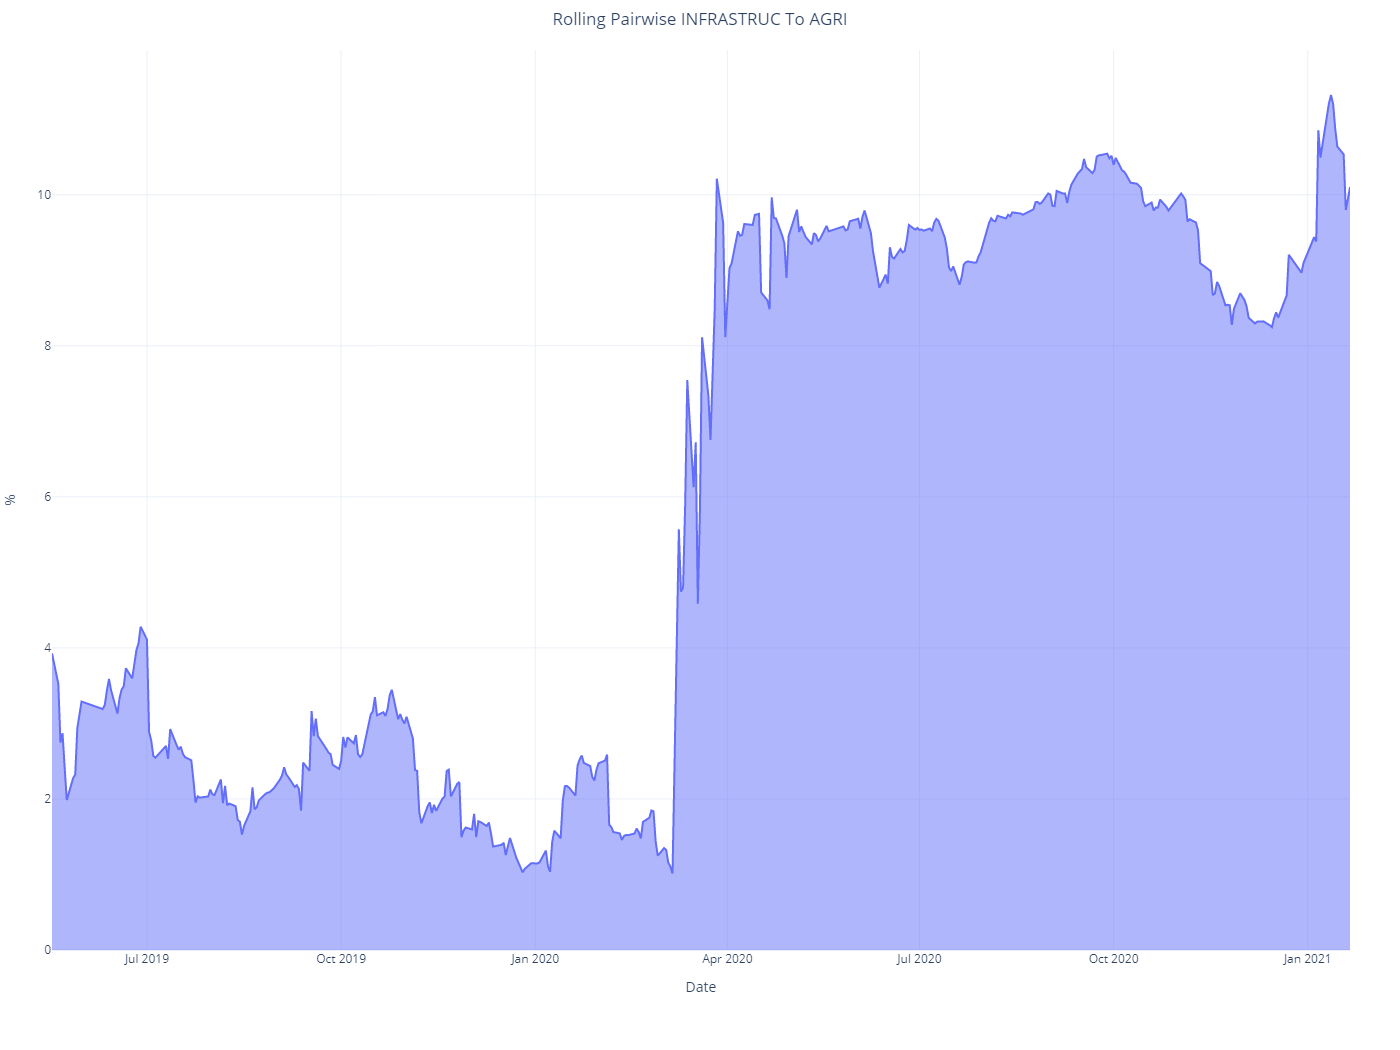 Rolling Pairwise INFRASTRUC To AGRI
10
8
6
4
2
0
%
Jul 2019
Oct 2019
Jan 2020
Apr 2020
Jul 2020
Oct 2020
Jan 2021
Date